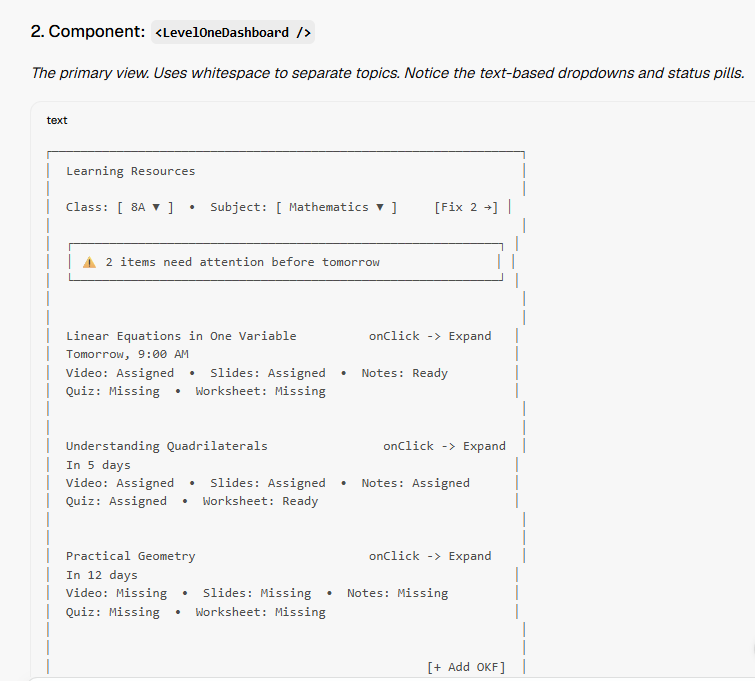 2. Component: <LevelOneDashboard />
The primary view. Uses whitespace to separate topics. Notice the text-based dropdowns and status pills.
text
Learning Resources
Class: [ 8A ▼ ] • Subject: [ Mathematics ▼ ] [Fix 2 →]
⚠️ 2 items need attention before tomorrow
Linear Equations in One Variable onClick -> Expand
Tomorrow, 9:00 AM
Video: Assigned • Slides: Assigned • Notes: Ready
Quiz: Missing • Worksheet: Missing
Understanding Quadrilaterals onClick -> Expand
In 5 days
Video: Assigned • Slides: Assigned • Notes: Assigned
Quiz: Assigned • Worksheet: Ready
Practical Geometry onClick -> Expand
In 12 days
Video: Missing • Slides: Missing • Notes: Missing
Quiz: Missing • Worksheet: Missing
[+ Add OKF]